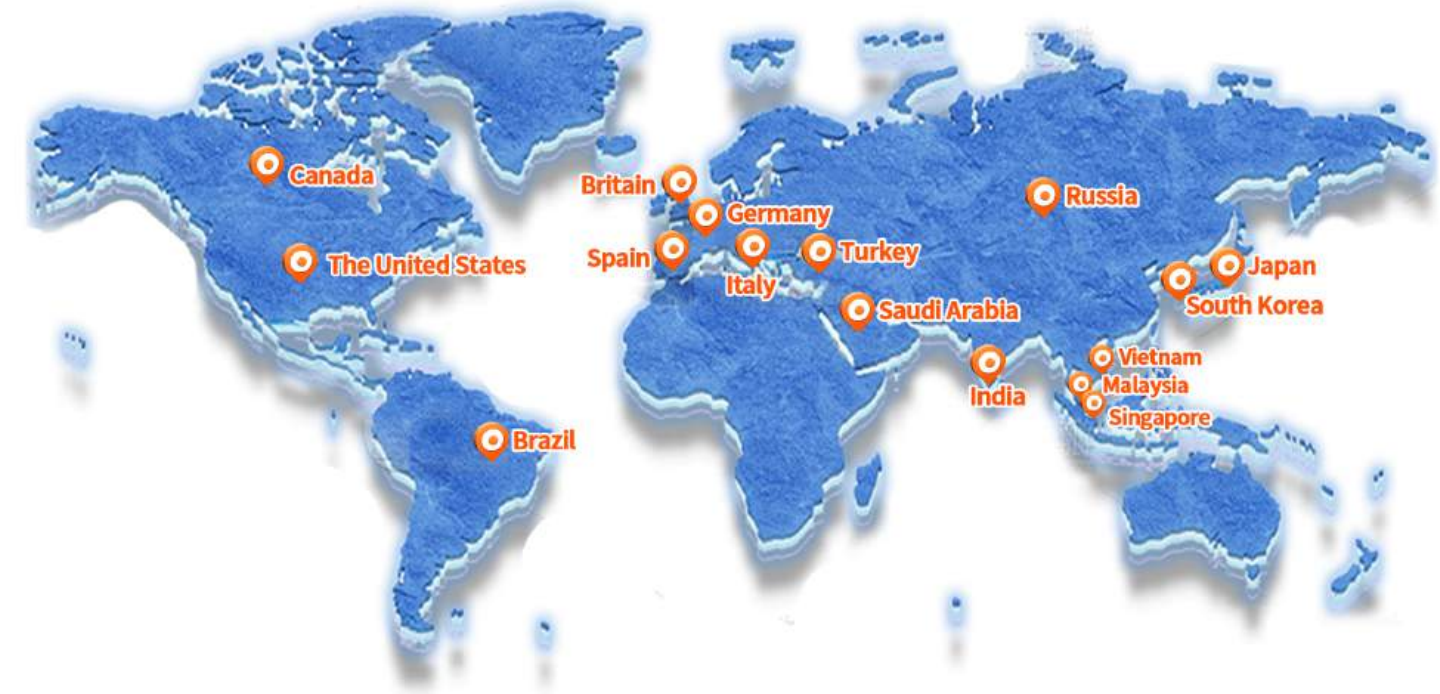 Canada
Britain
Russia
Germany
Turkey
Spain
The United States
Japan
Italy
South Korea
Saudi Arabia
Vietnam
Malaysia
India
Singapore
Brazil